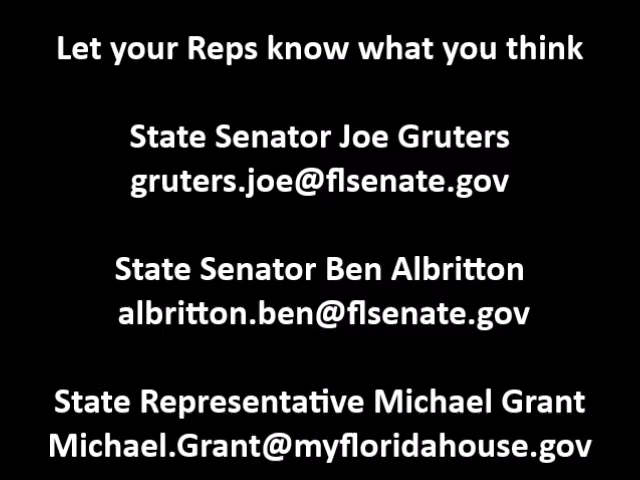 Let your Reps know what you think
State Senator Joe Gruters
gruters.joe@flsenate.gov
State Senator Ben Albritton
albritton.ben@flsenate.gov
State Representative Michael Grant
Michael.Grant@myfloridahouse.gov